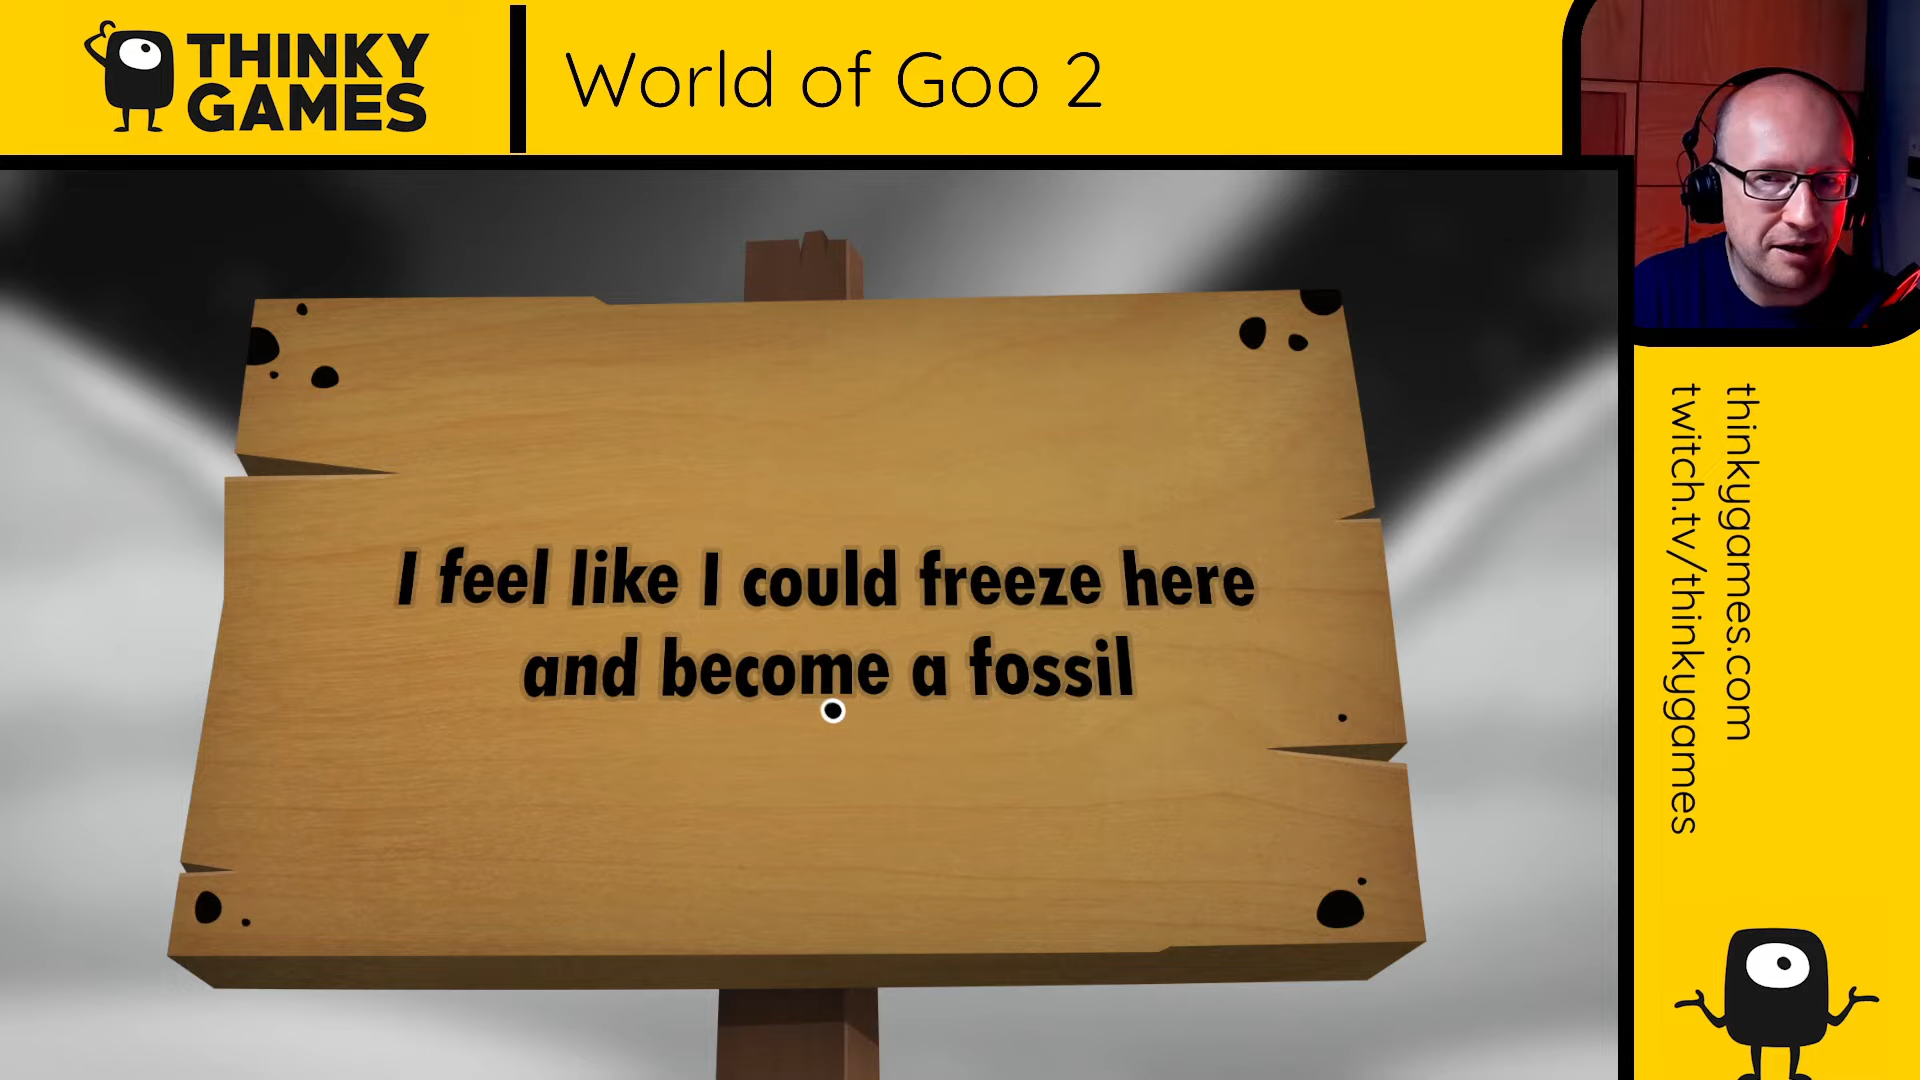 THINKY
GAMES
World of Goo 2
I feel like I could freeze here
and become a fossil
thinkygames.com
twitch.tv/thinkygames